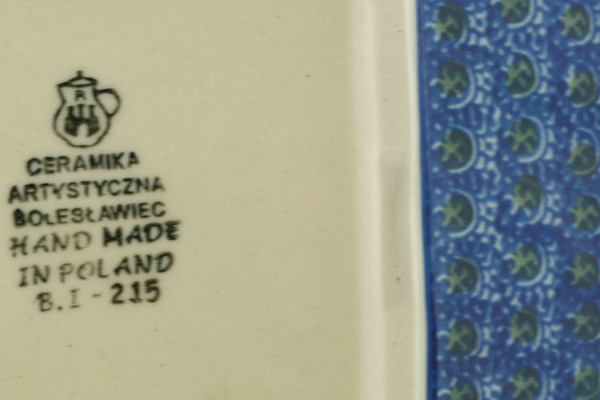 R
CERAMIKA
ARTYSTYCZNA
BOLESŁAWIEC
HAND MADE
IN POLAND
B.I-215